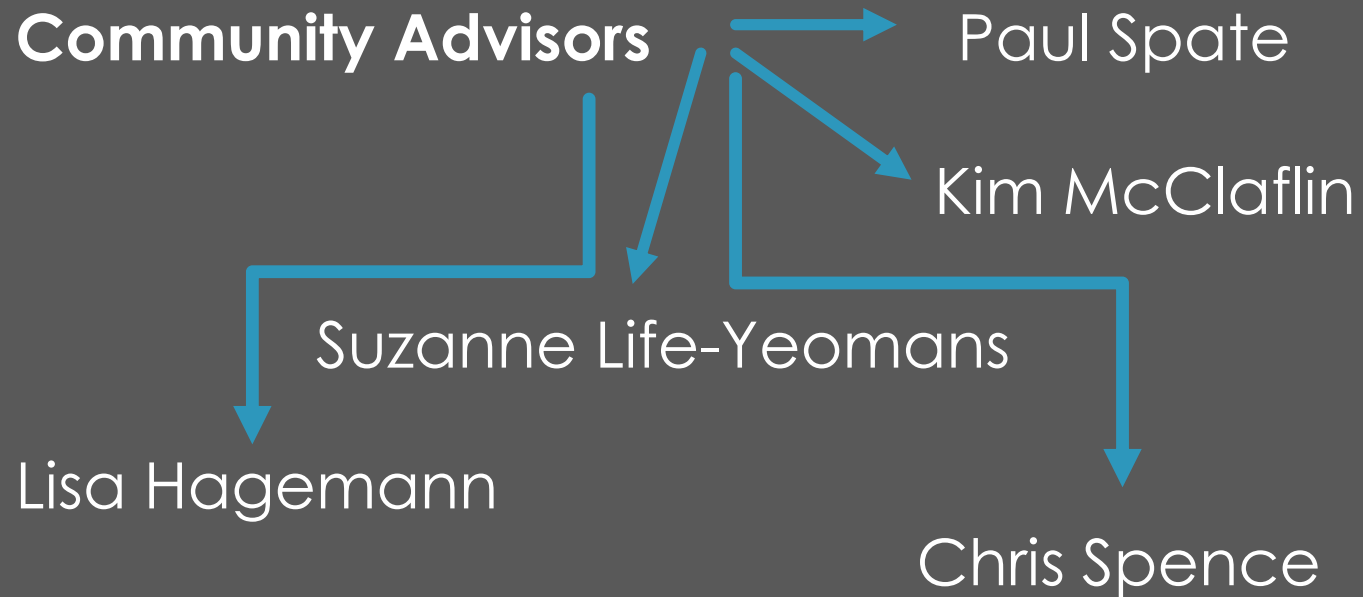 Community Advisors
Paul Spate
Kim McClaflin
Suzanne Life-Yeomans
Lisa Hagemann
Chris Spence